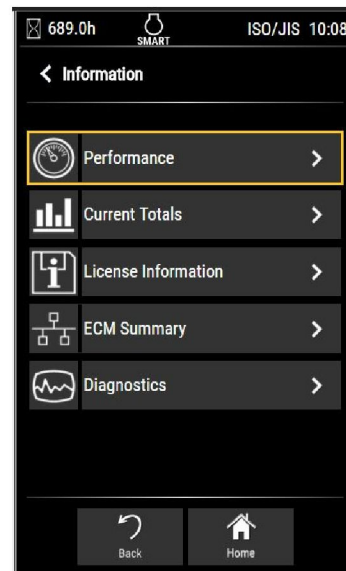 689.0h SMART ISO/JIS 10:08
Information
Performance
Current Totals
License Information
ECM Summary
Diagnostics
Back Home